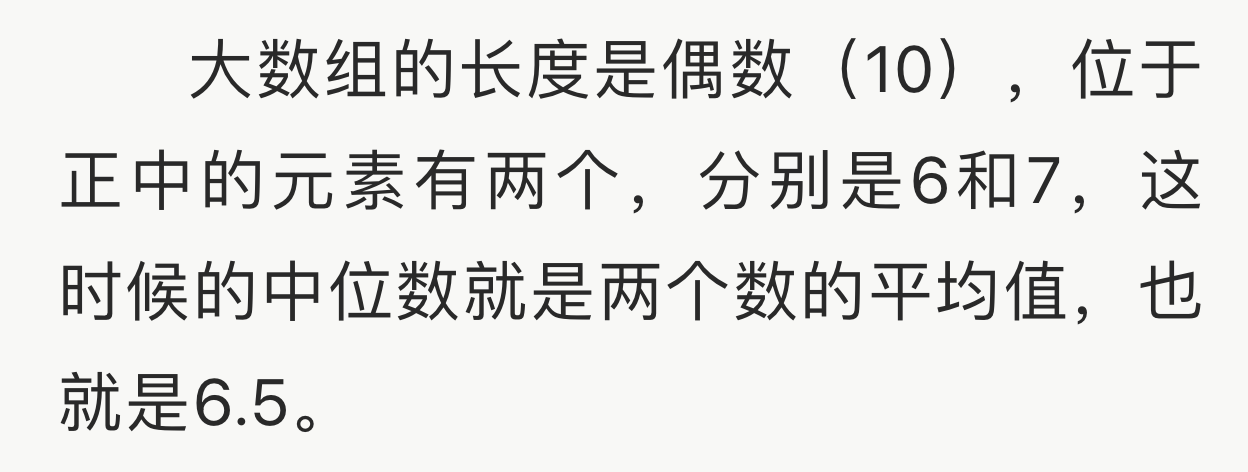 大数组的长度是偶数（10），位于
正中的元素有两个，分别是6和7，这
时候的中位数就是两个数的平均值，也
就是6.5。